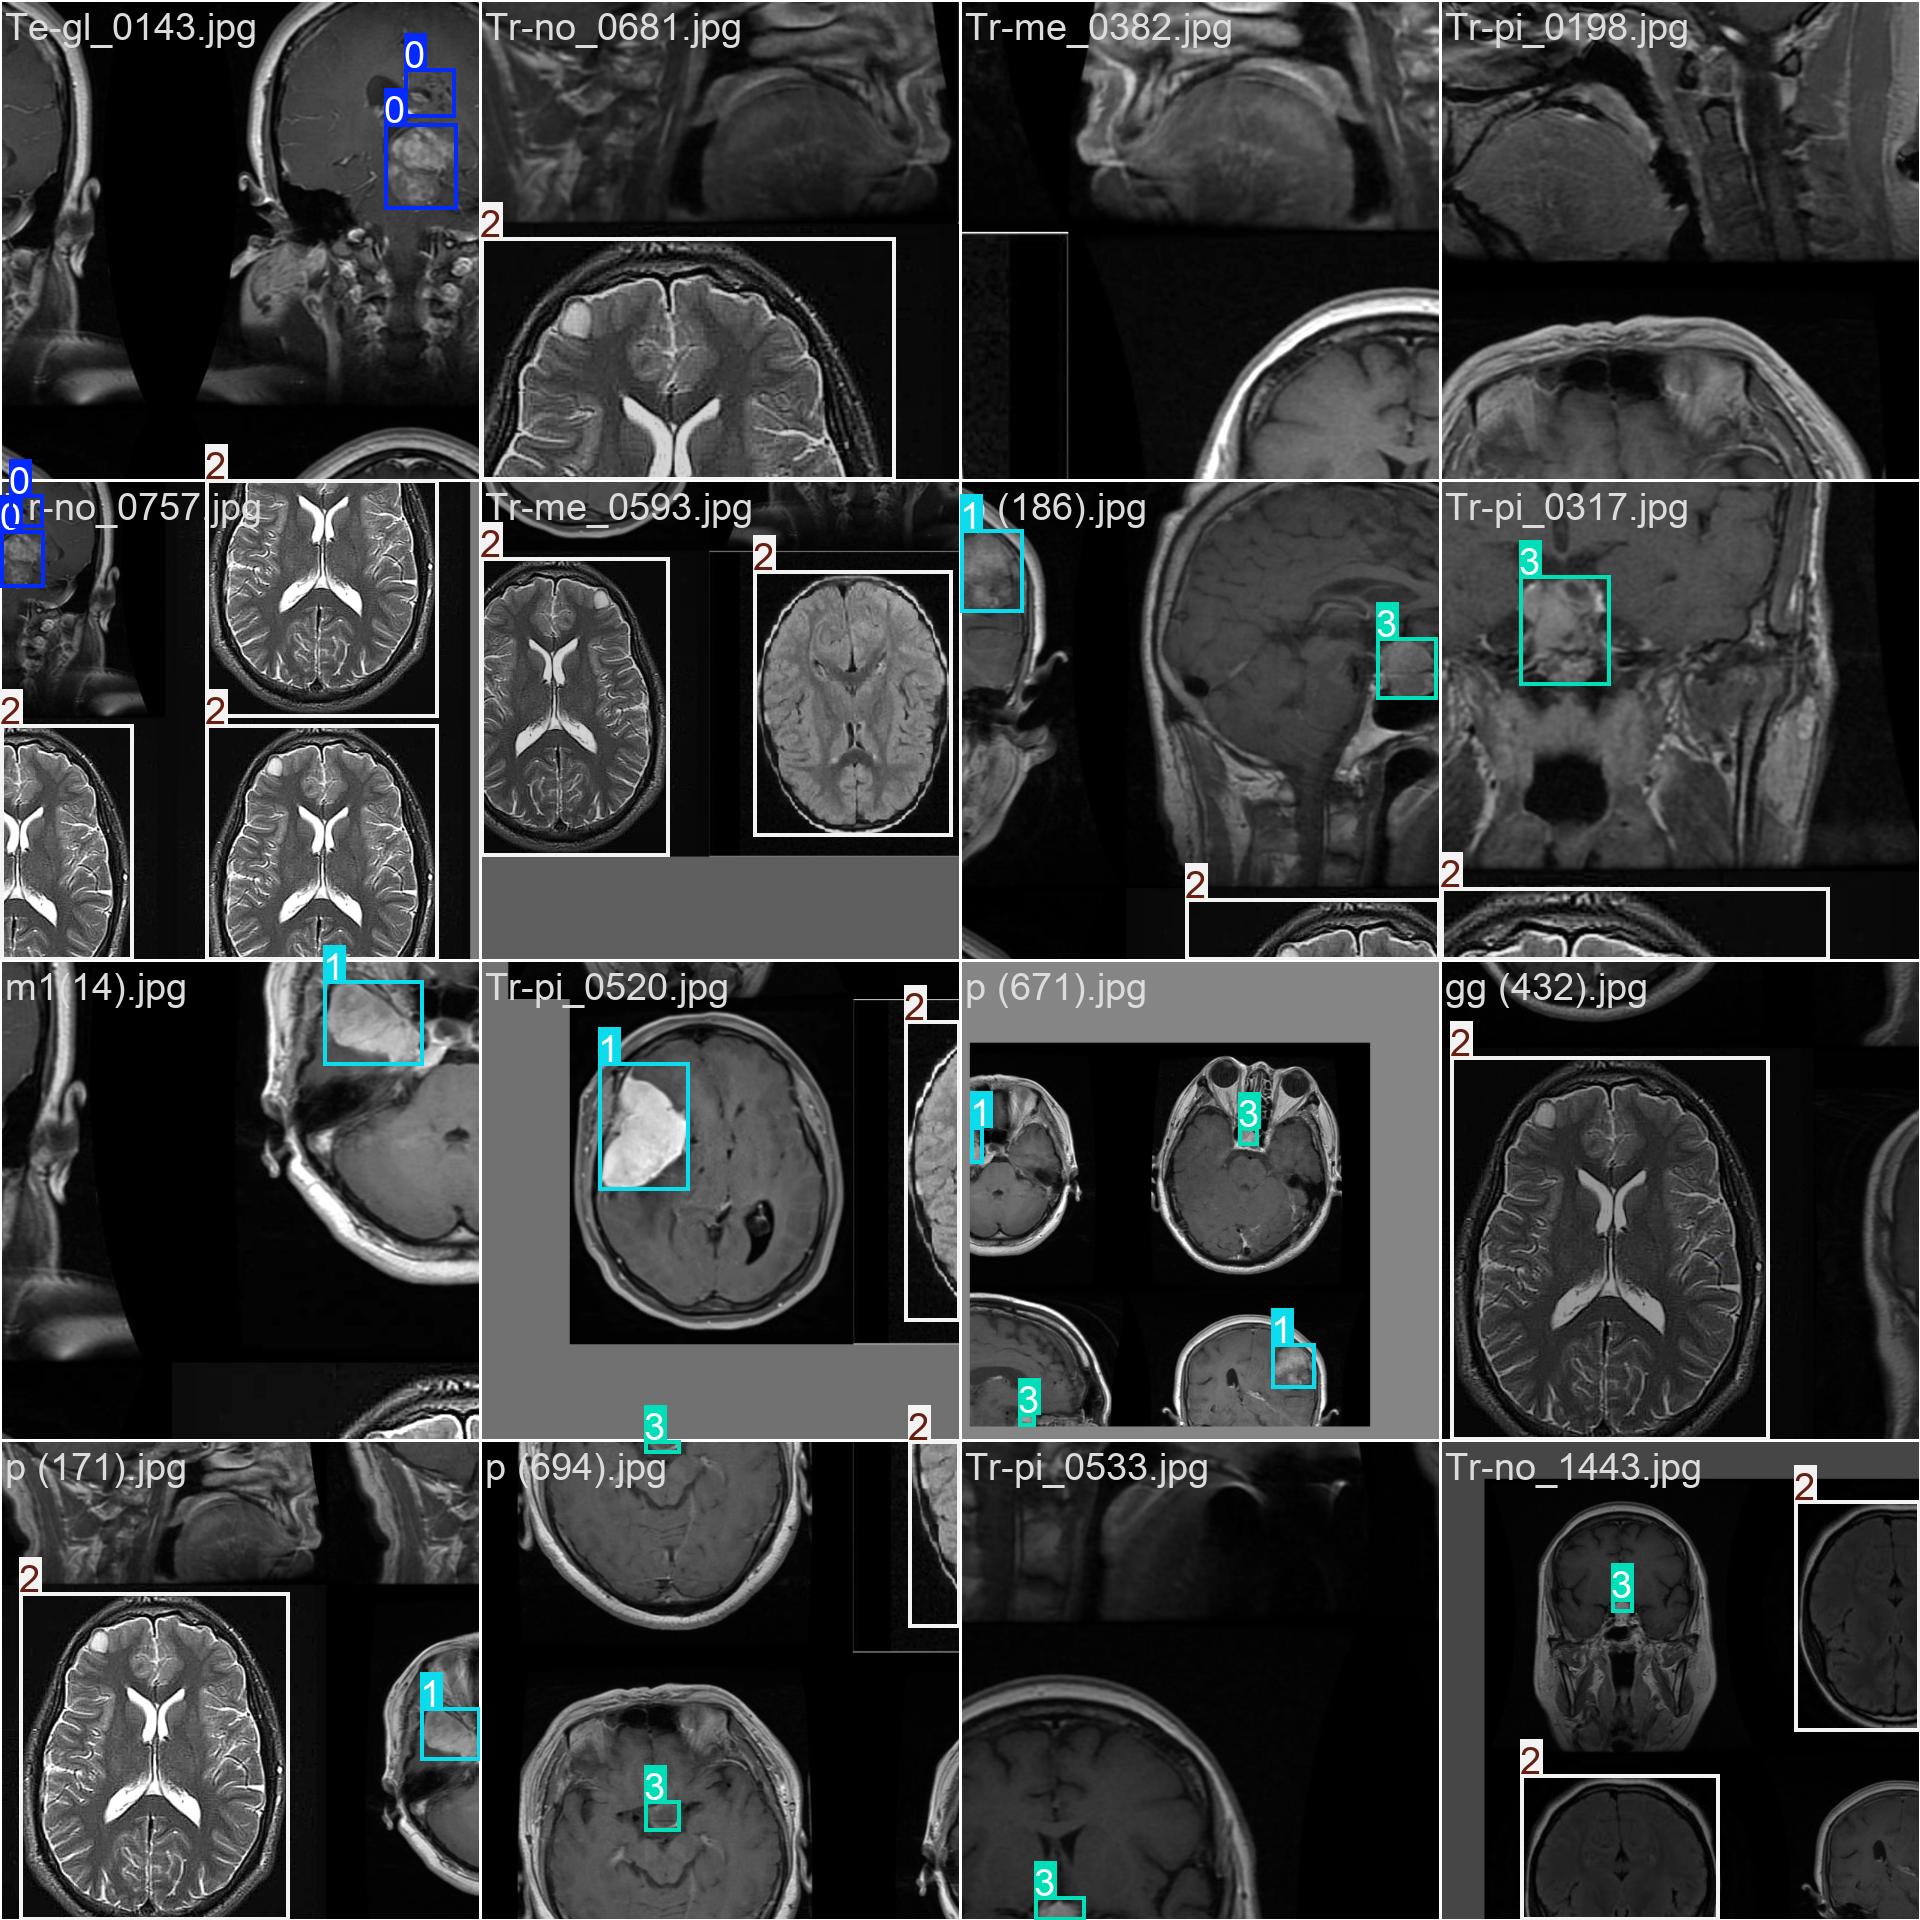 Te-gl_0143.jpg
Tr-no_0681.jpg
Tr-me_0382.jpg
Tr-pi_0198.jpg
0
0
2
2
0
0
r-no_0757.jpg
2
2
Tr-me_0593.jpg
2
2
1
(186).jpg
3
2
Tr-pi_0317.jpg
3
2
m1(14).jpg
1
Tr-pi_0520.jpg
1
2
p (671).jpg
1
3
3
1
gg (432).jpg
2
p (171).jpg
2
1
p (694).jpg
3
2
3
Tr-pi_0533.jpg
3
Tr-no_1443.jpg
3
2
2